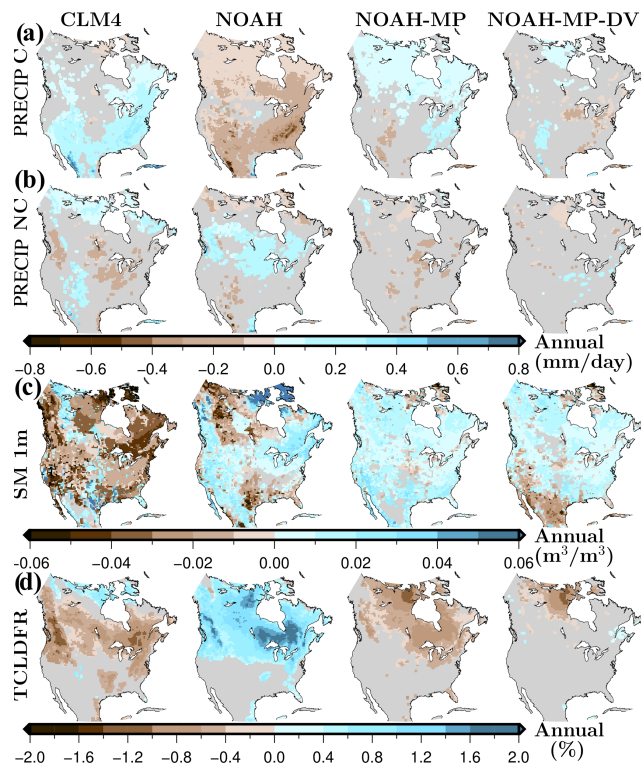 CLM4 NOAH NOAH-MP NOAH-MP-DV
(a)
PRECIP C
(b)
PRECIP NC
−0.8 −0.6 −0.4 −0.2 0.0 0.2 0.4 0.6 0.8
Annual
(mm/day)
(c)
SM 1m
−0.06 −0.04 −0.02 0.00 0.02 0.04 0.06
Annual
(m³/m³)
(d)
TCLDFR
−2.0 −1.6 −1.2 −0.8 −0.4 0.0 0.4 0.8 1.2 1.6 2.0
Annual
(%)